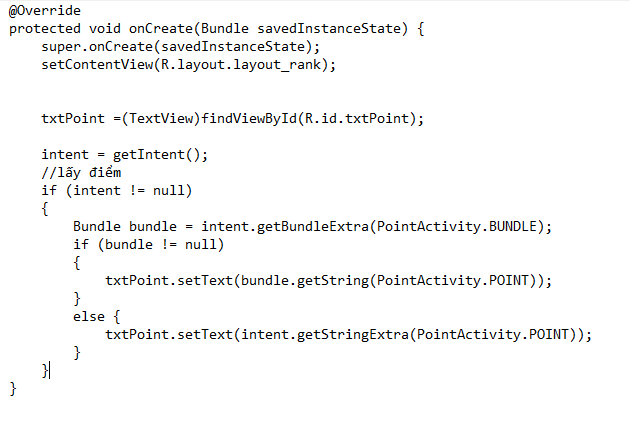 @Override
protected void onCreate(Bundle savedInstanceState) {
    super.onCreate(savedInstanceState);
    setContentView(R.layout.layout_rank);
    txtPoint =(TextView)findViewById(R.id.txtPoint);
    intent = getIntent();
    //lấy điểm
    if (intent != null)
    {
        Bundle bundle = intent.getBundleExtra(PointActivity.BUNDLE);
        if (bundle != null)
        {
            txtPoint.setText(bundle.getString(PointActivity.POINT));
        }
        else {
            txtPoint.setText(intent.getStringExtra(PointActivity.POINT));
        }
    }
}